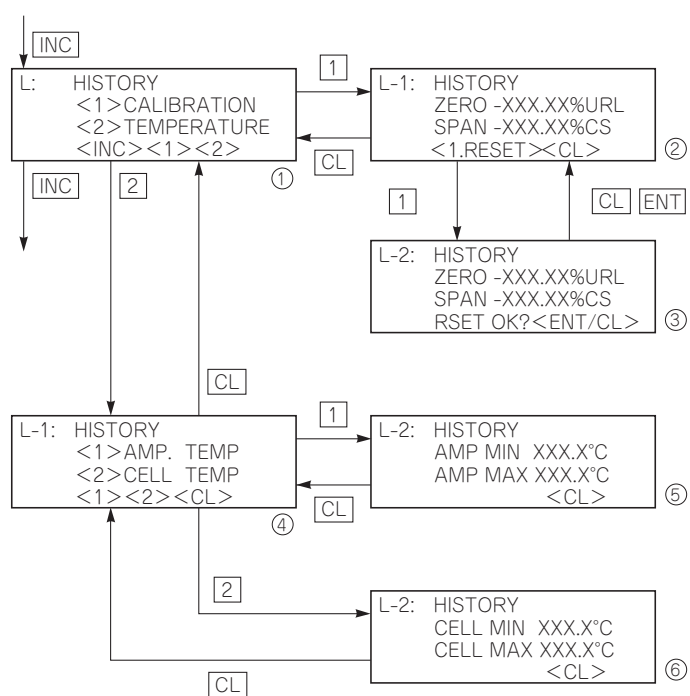 INC
L: HISTORY
<1>CALIBRATION
<2>TEMPERATURE
<INC><1><2>
①
1
CL
L-1: HISTORY
ZERO -XXX.XX%URL
SPAN -XXX.XX%CS
<1.RESET><CL>
②
INC
2
1
CL ENT
L-2: HISTORY
ZERO -XXX.XX%URL
SPAN -XXX.XX%CS
RSET OK?<ENT/CL>
③
CL
L-1: HISTORY
<1>AMP. TEMP
<2>CELL TEMP
<1><2><CL>
④
1
CL
L-2: HISTORY
AMP MIN XXX.X°C
AMP MAX XXX.X°C
<CL>
⑤
2
L-2: HISTORY
CELL MIN XXX.X°C
CELL MAX XXX.X°C
<CL>
⑥
CL